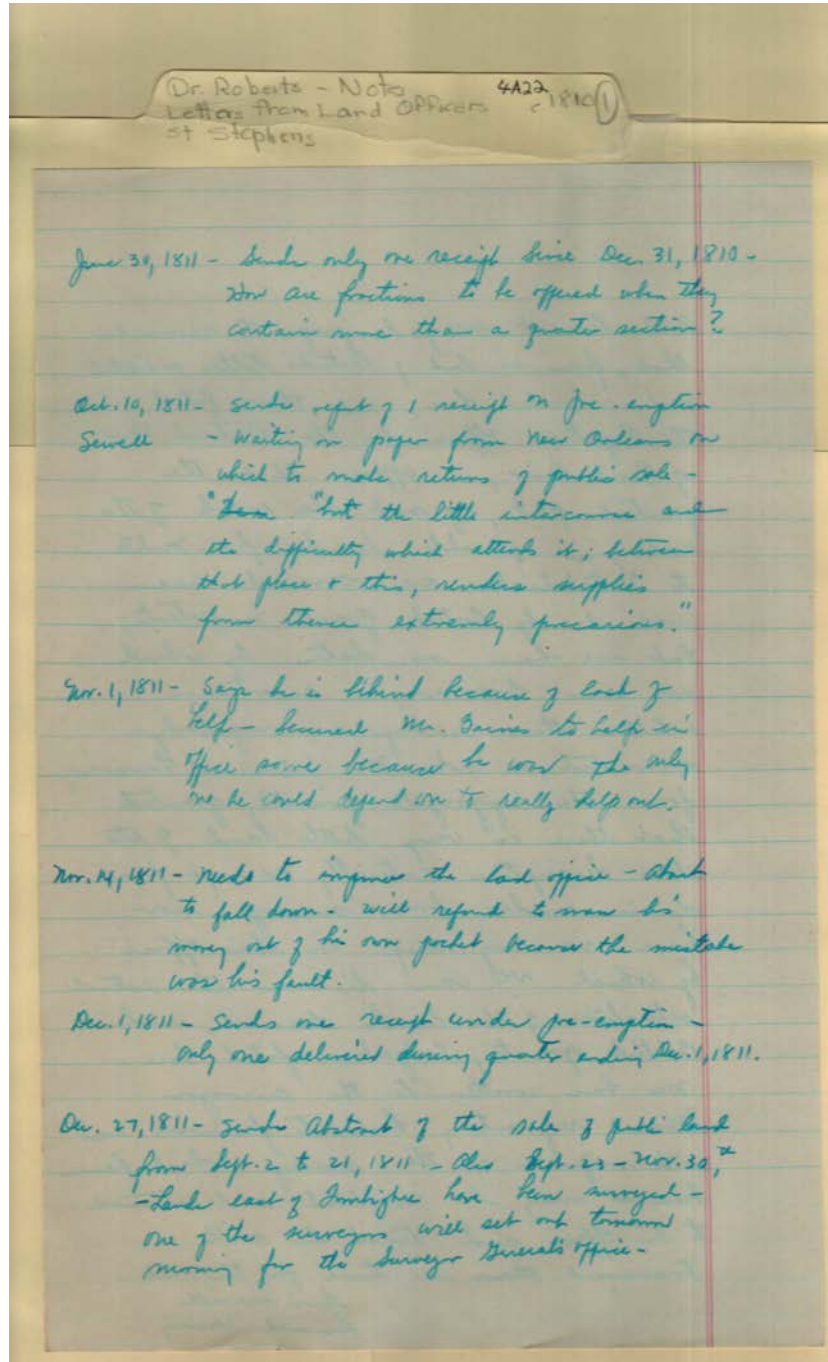 Dr. Roberts - Note 4A22
Letters from Land Officers c 1810 1
St Stephens
June 30, 1811 - Sends only one receipt since Dec. 31, 1810 -
How are fractions to be offered when they
contain more than a quarter section?
Oct. 10, 1811 - Sends report of 1 receipt on pre-emption
Sewell - Waiting on paper from New Orleans on
which to make returns of public sale -
" "but the little intercourse and
the difficulty which attends it; between
that place & this, renders supplies
from thence extremely precarious."
Nov. 1, 1811 - Says he is behind because of lack of
help - Secured Mr. Gaines to help in
office some because he was the only
one he could depend on to really help out.
Nov. 14, 1811 - Needs to improve the land office - About
to fall down - will refund to man his
money out of his own pocket because the mistake
was his fault.
Dec. 1, 1811 - Sends one receipt under pre-emption -
only one delivered during quarter ending Dec. 1, 1811.
Dec. 27, 1811 - Sends Abstract of the sale of public land
from Sept. 2 to 21, 1811 - Also Sept. 23 - Nov. 30,
- Lands east of Tombigbee have been surveyed -
one of the surveyors will set out tomorrow
morning for the Surveyor General's office -